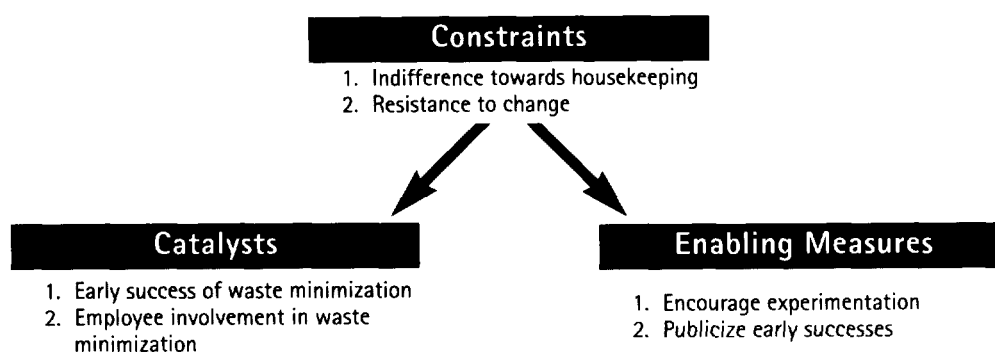 Constraints
1. Indifference towards housekeeping
2. Resistance to change
Catalysts
1. Early success of waste minimization
2. Employee involvement in waste
minimization
Enabling Measures
1. Encourage experimentation
2. Publicize early successes